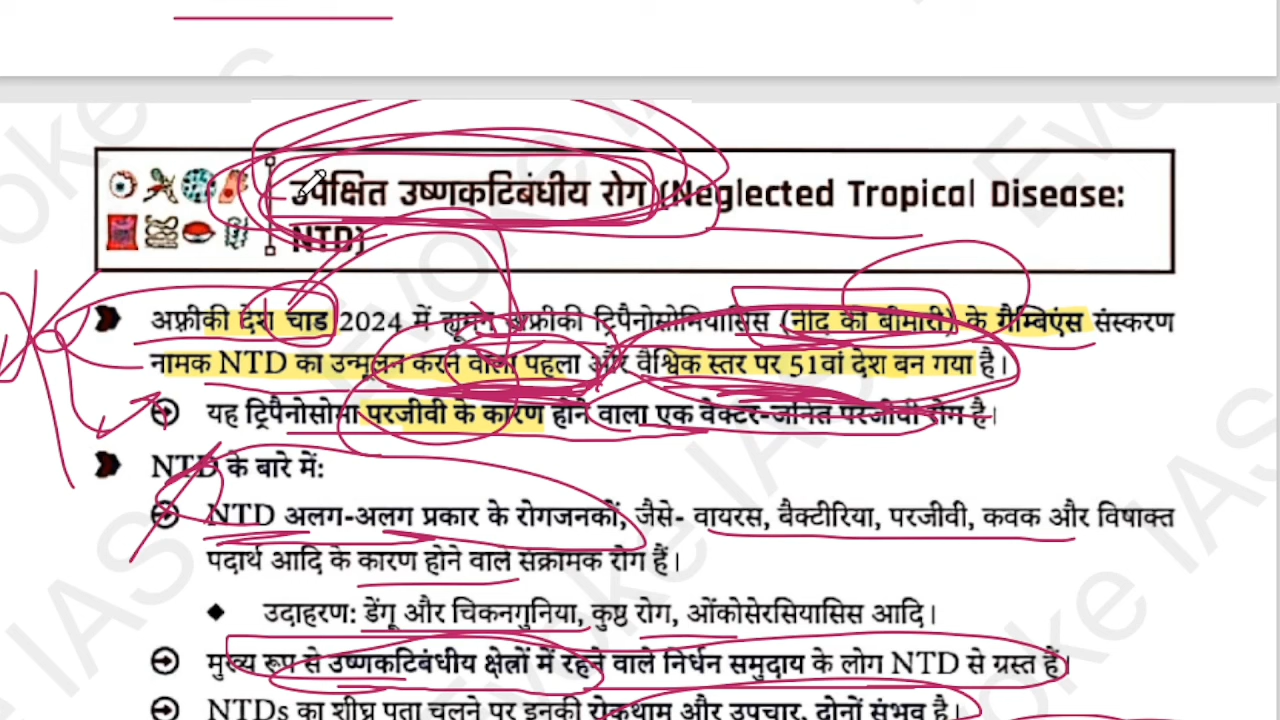 उपेक्षित उष्णकटिबंधीय रोग (Neglected Tropical Disease:
NTD)
अफ़्रीकी देश चाड 2024 में ह्यूमन अफ्रीकी ट्रिपैनोसोमियासिस (नींद की बीमारी) के गैम्बिएंस संस्करण
नामक NTD का उन्मूलन करने वाला पहला और वैश्विक स्तर पर 51वां देश बन गया है।
यह ट्रिपैनोसोमा परजीवी के कारण होने वाला एक वेक्टर-जनित परजीवी रोग है।
NTD के बारे में:
NTD अलग-अलग प्रकार के रोगजनकों, जैसे- वायरस, बैक्टीरिया, परजीवी, कवक और विषाक्त
पदार्थ आदि के कारण होने वाले संक्रामक रोग हैं।
उदाहरण: डेंगू और चिकनगुनिया, कुष्ठ रोग, ओंकोसेरसियासिस आदि।
मुख्य रूप से उष्णकटिबंधीय क्षेत्रों में रहने वाले निर्धन समुदाय के लोग NTD से ग्रस्त हैं।
NTDs का शीघ्र पता चलने पर इनकी रोकथाम और उपचार, दोनों संभव है।
Evoke IAS